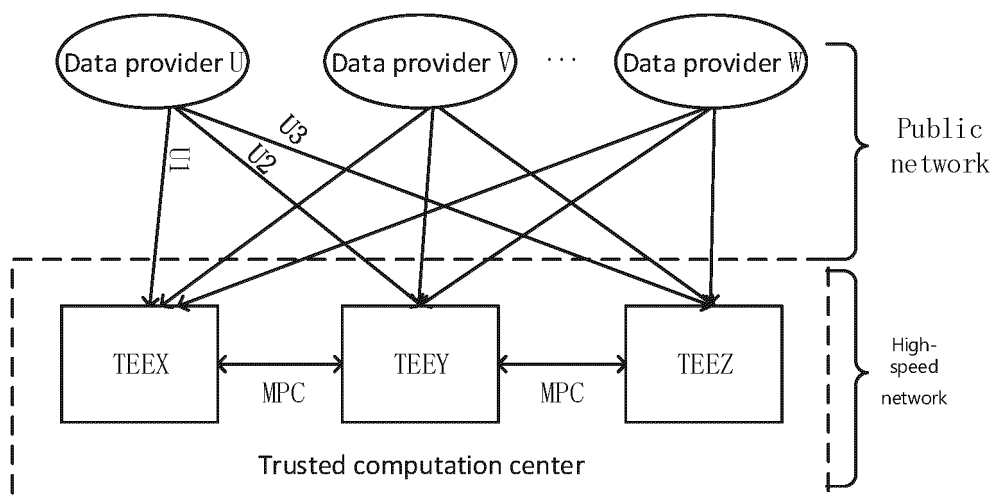 Data provider U
Data provider V
...
Data provider W
U1
U2
U3
Public
network
TEEX
TEEY
TEEZ
MPC
MPC
High-
speed
network
Trusted computation center